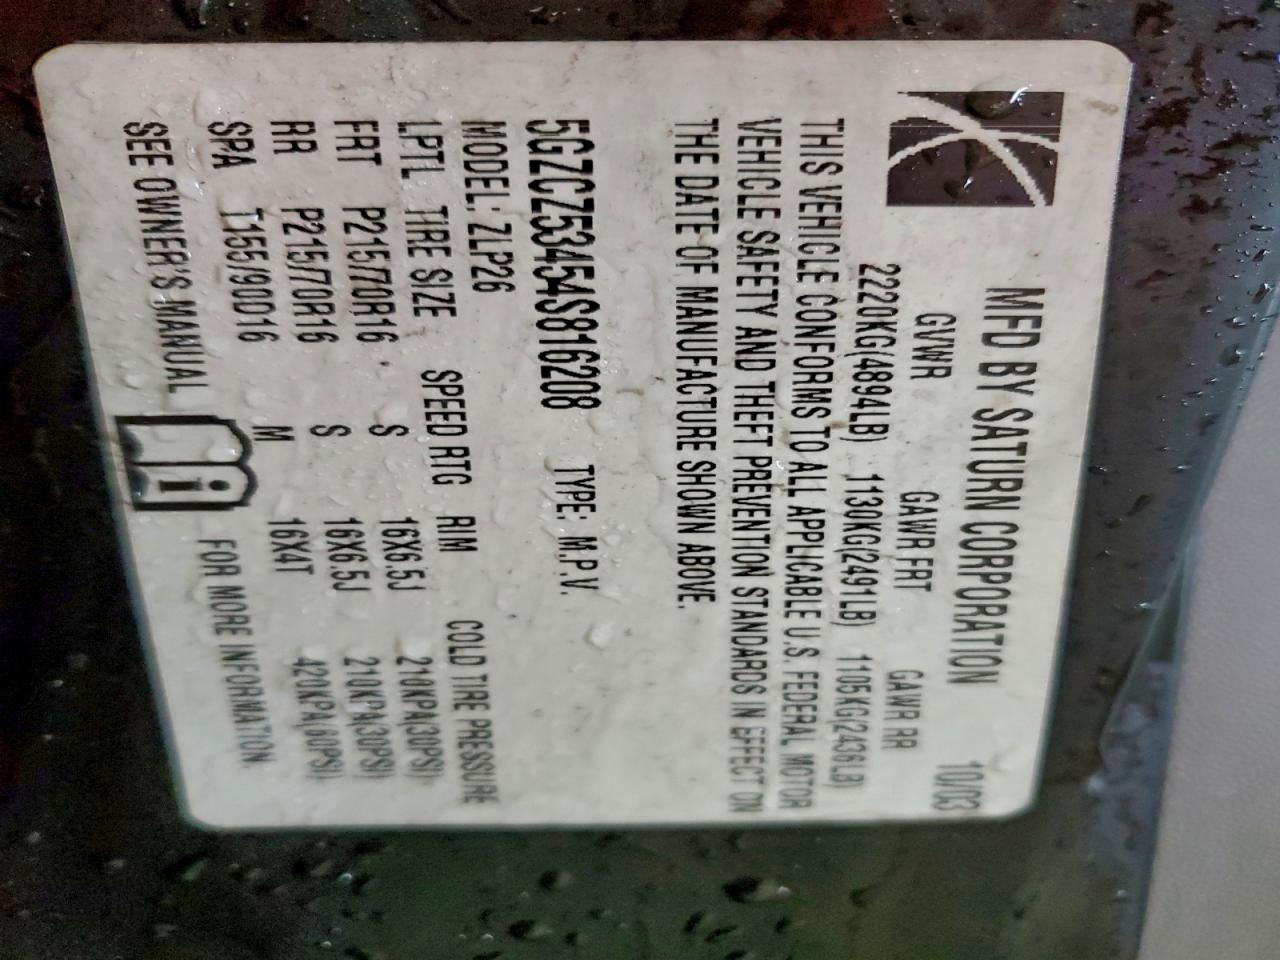 MFD BY SATURN CORPORATION 10/03
GVWR GAWR FRT GAWR RR
2220KG(4894LB) 1130KG(2491LB) 1105KG(2436LB)
THIS VEHICLE CONFORMS TO ALL APPLICABLE U.S. FEDERAL MOTOR
VEHICLE SAFETY AND THEFT PREVENTION STANDARDS IN EFFECT ON
THE DATE OF MANUFACTURE SHOWN ABOVE.
5GZCZ53454S816208 TYPE: M.P.V.
MODEL: ZLP26
LPTL TIRE SIZE SPEED RTG RIM COLD TIRE PRESSURE
FRT P215/70R16 S 16X6.5J 210KPA(30PSI)
RR P215/70R16 S 16X6.5J 210KPA(30PSI)
SPA T155/90D16 M 16X4T 420KPA(60PSI)
SEE OWNER'S MANUAL i FOR MORE INFORMATION